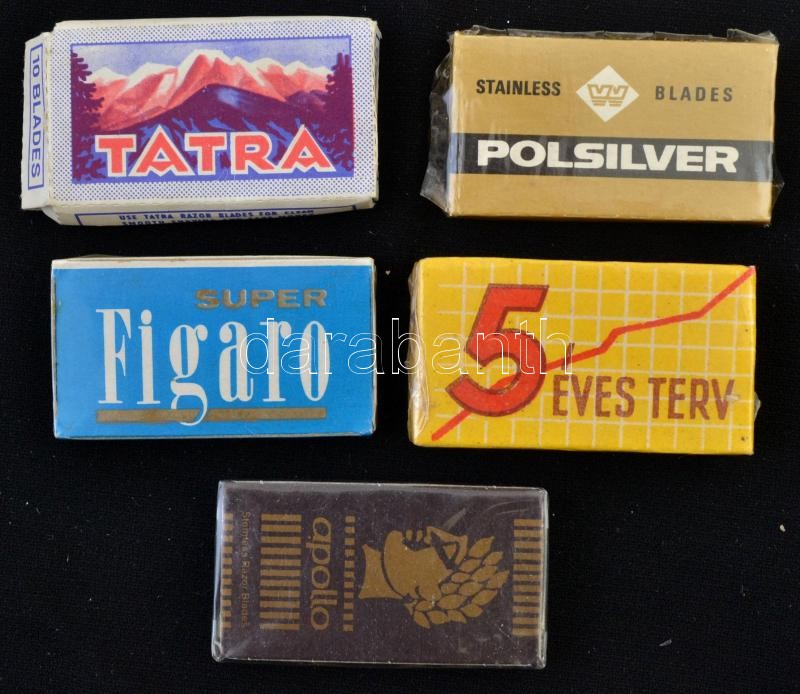 10 BLADES
TATRA
USE TATRA RAZOR BLADES FOR CLEAN
STAINLESS BLADES
POLSILVER
SUPER
Figaro
5
ÉVES TERV
darabanth
apollo
Stainless Razor Blades